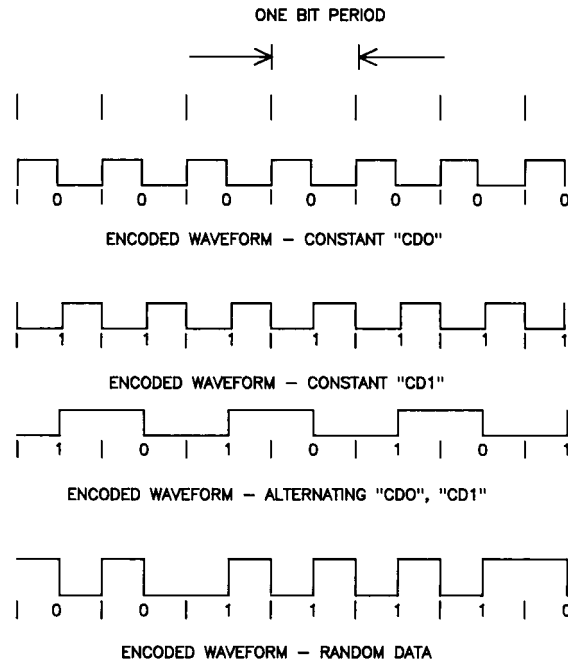 ONE BIT PERIOD
0 0 0 0 0 0 0
ENCODED WAVEFORM – CONSTANT "CD0"
1 1 1 1 1 1 1
ENCODED WAVEFORM – CONSTANT "CD1"
1 0 1 0 1 0 1
ENCODED WAVEFORM – ALTERNATING "CD0", "CD1"
0 0 1 1 1 1 0
ENCODED WAVEFORM – RANDOM DATA